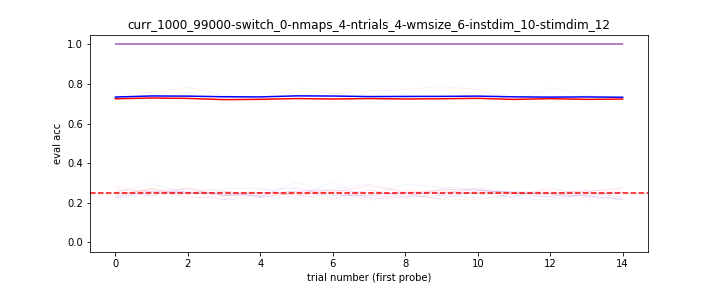 curr_1000_99000-switch_0-nmaps_4-ntrials_4-wmsize_6-instdim_10-stimdim_12
1.0
0.8
0.6
0.4
0.2
0.0
eval acc
0 2 4 6 8 10 12 14
trial number (first probe)